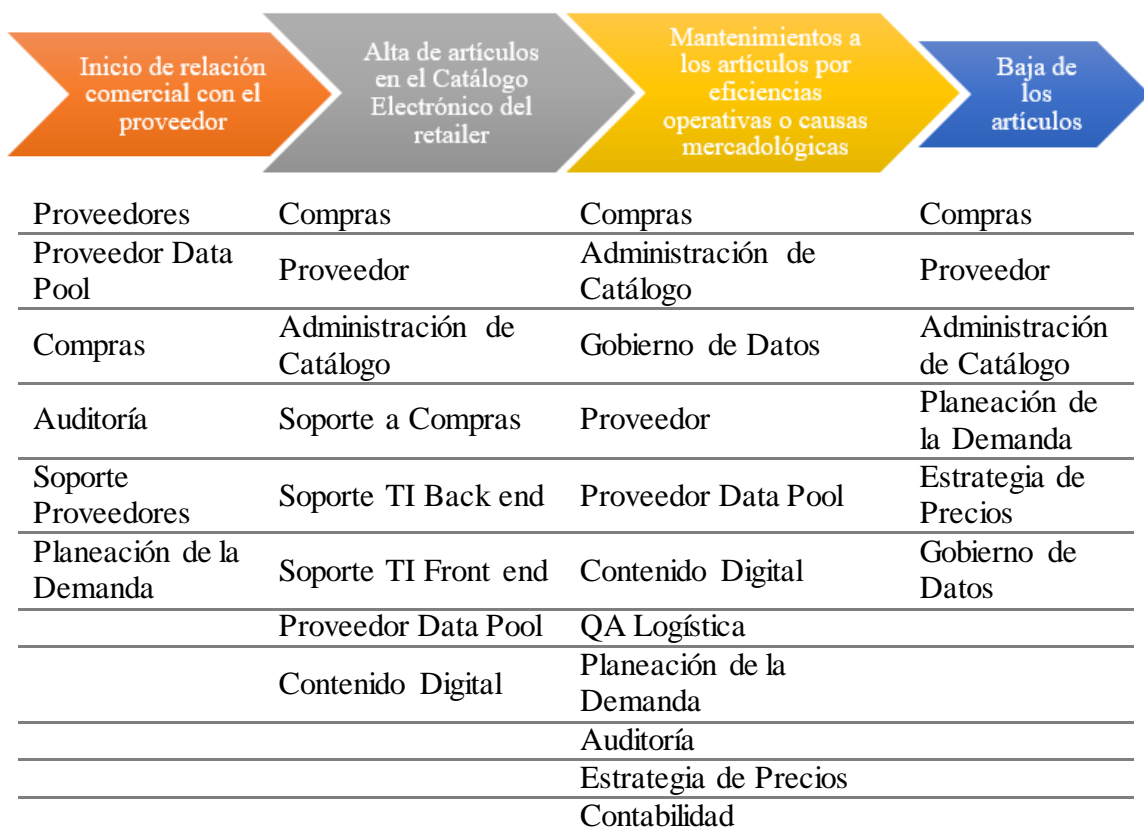 Inicio de relación
comercial con el
proveedor
Alta de artículos
en el Catálogo
Electrónico del
retailer
Mantenimientos a
los artículos por
eficiencias
operativas o causas
mercadológicas
Baja de
los
artículos
Proveedores
Compras
Compras
Compras
Proveedor Data
Pool
Proveedor
Administración de
Catálogo
Proveedor
Compras
Administración de
Catálogo
Gobierno de Datos
Administración
de Catálogo
Auditoría
Soporte a Compras
Proveedor
Planeación de
la Demanda
Soporte
Proveedores
Soporte TI Back end
Proveedor Data Pool
Estrategia de
Precios
Planeación de la
Demanda
Soporte TI Front end
Contenido Digital
Gobierno de
Datos
Proveedor Data Pool
QA Logística
Contenido Digital
Planeación de la
Demanda
Auditoría
Estrategia de Precios
Contabilidad